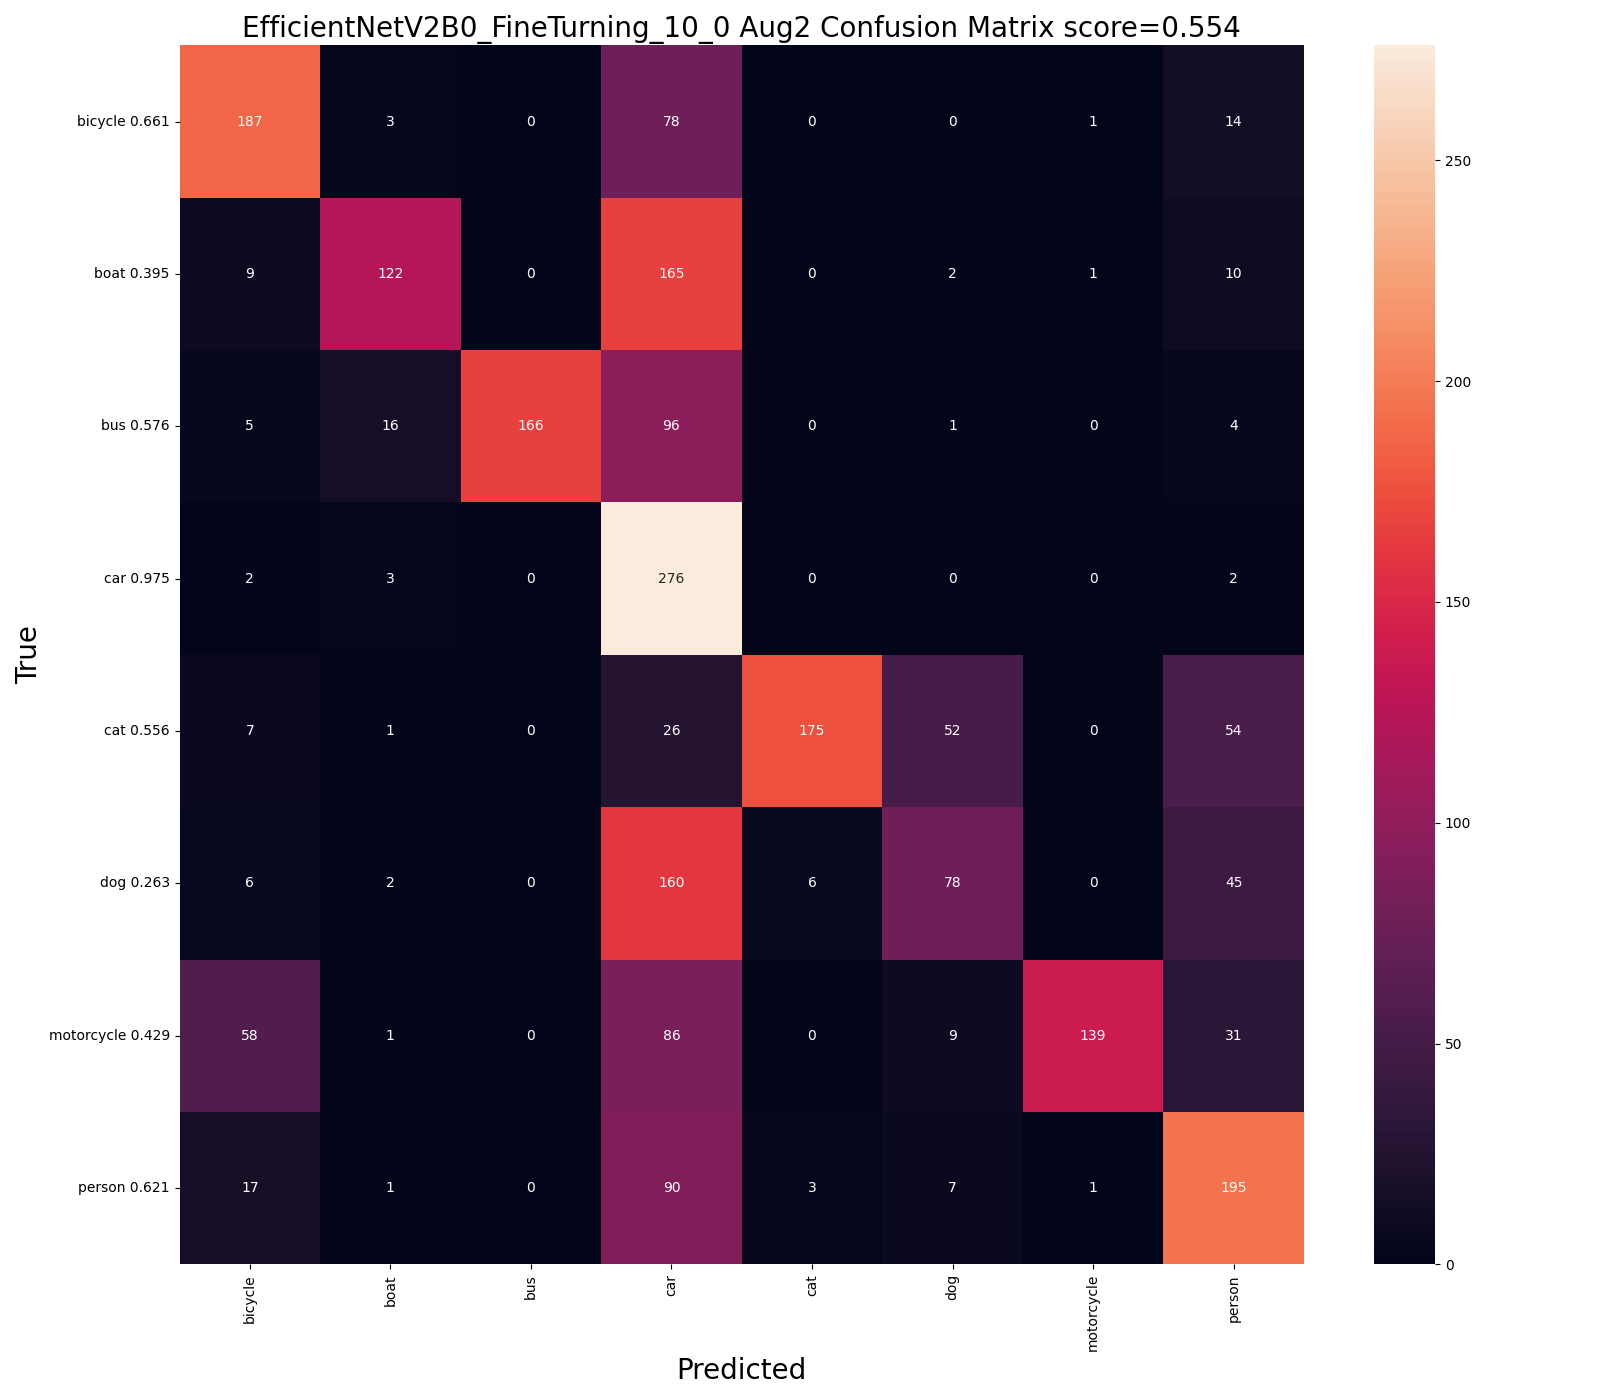 EfficientNetV2B0_FineTurning_10_0 Aug2 Confusion Matrix score=0.554
bicycle 0.661 187 3 0 78 0 0 1 14
boat 0.395 9 122 0 165 0 2 1 10
bus 0.576 5 16 166 96 0 1 0 4
car 0.975 2 3 0 276 0 0 0 2
cat 0.556 7 1 0 26 175 52 0 54
dog 0.263 6 2 0 160 6 78 0 45
motorcycle 0.429 58 1 0 86 0 9 139 31
person 0.621 17 1 0 90 3 7 1 195
True
bicycle boat bus car cat dog motorcycle person
Predicted
250
200
150
100
50
0